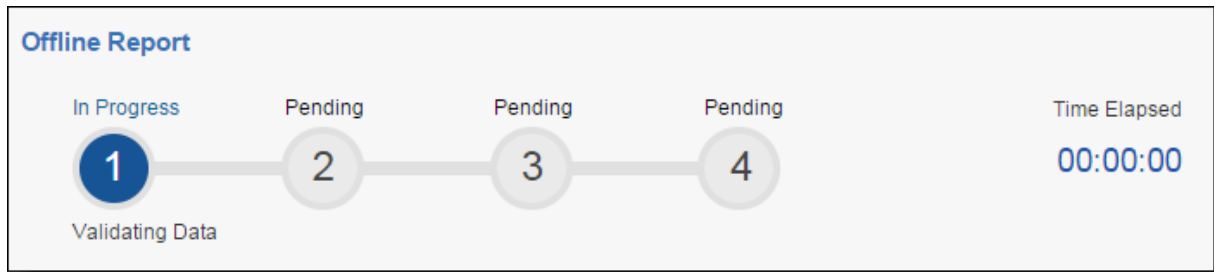 Offline Report
In Progress Pending Pending Pending Time Elapsed
1 2 3 4 00:00:00
Validating Data